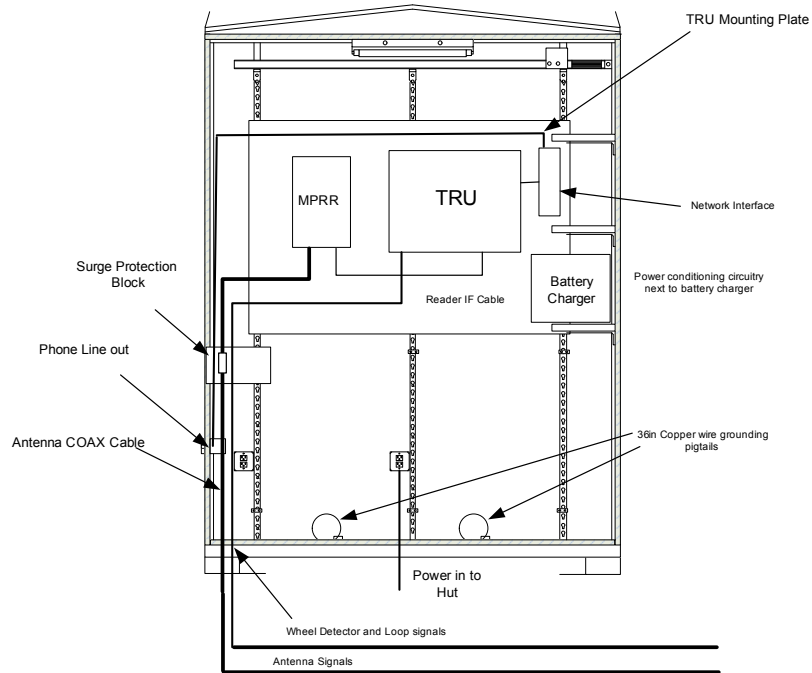 TRU Mounting Plate
MPRR
TRU
Network Interface
Surge Protection
Block
Reader IF Cable
Battery
Charger
Power conditioning circuitry
next to battery charger
Phone Line out
Antenna COAX Cable
36in Copper wire grounding
pigtails
Power in to
Hut
Wheel Detector and Loop signals
Antenna Signals